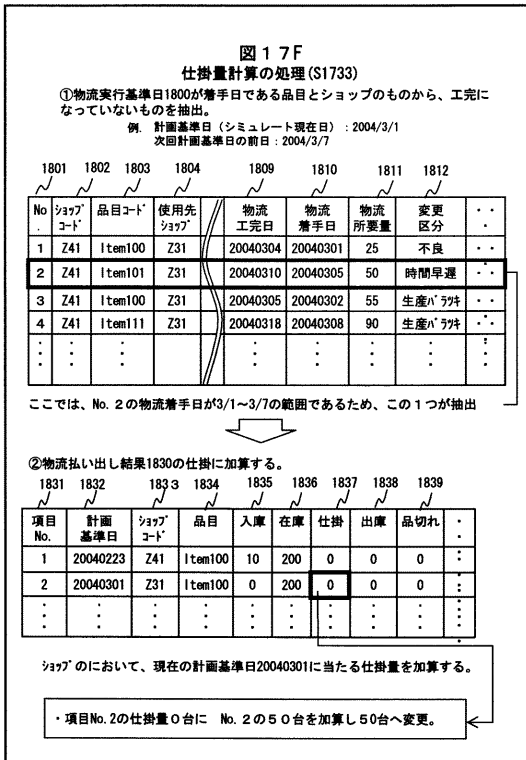 図１７F
仕掛量計算の処理(S1733)
①物流実行基準日1800が着手日である品目とショップのものから、工完に
なっていないものを抽出。
例. 計画基準日（シミュレート現在日）：2004/3/1
次回計画基準日の前日：2004/3/7
1801 1802 1803 1804 1809 1810 1811 1812
No. ショップコード 品目コード 使用先ショップ 物流工完日 物流着手日 物流所要量 変更区分 ・・・
1 Z41 Item100 Z31 20040304 20040301 25 不良 ・・
2 Z41 Item101 Z31 20040310 20040305 50 時間早遅 ・・
3 Z41 Item100 Z31 20040305 20040302 55 生産バラツキ ・・
4 Z41 Item111 Z31 20040318 20040308 90 生産バラツキ ・・
ここでは、No. 2の物流着手日が3/1～3/7の範囲であるため、この１つが抽出
②物流払い出し結果1830の仕掛に加算する。
1831 1832 1833 1834 1835 1836 1837 1838 1839
項目No. 計画基準日 ショップコード 品目 入庫 在庫 仕掛 出庫 品切れ
1 20040223 Z41 Item100 10 200 0 0 0
2 20040301 Z31 Item100 0 200 0 0 0
ショップのにおいて、現在の計画基準日20040301に当たる仕掛量を加算する。
・項目No.2の仕掛量０台に No.２の５０台を加算し50台へ変更。